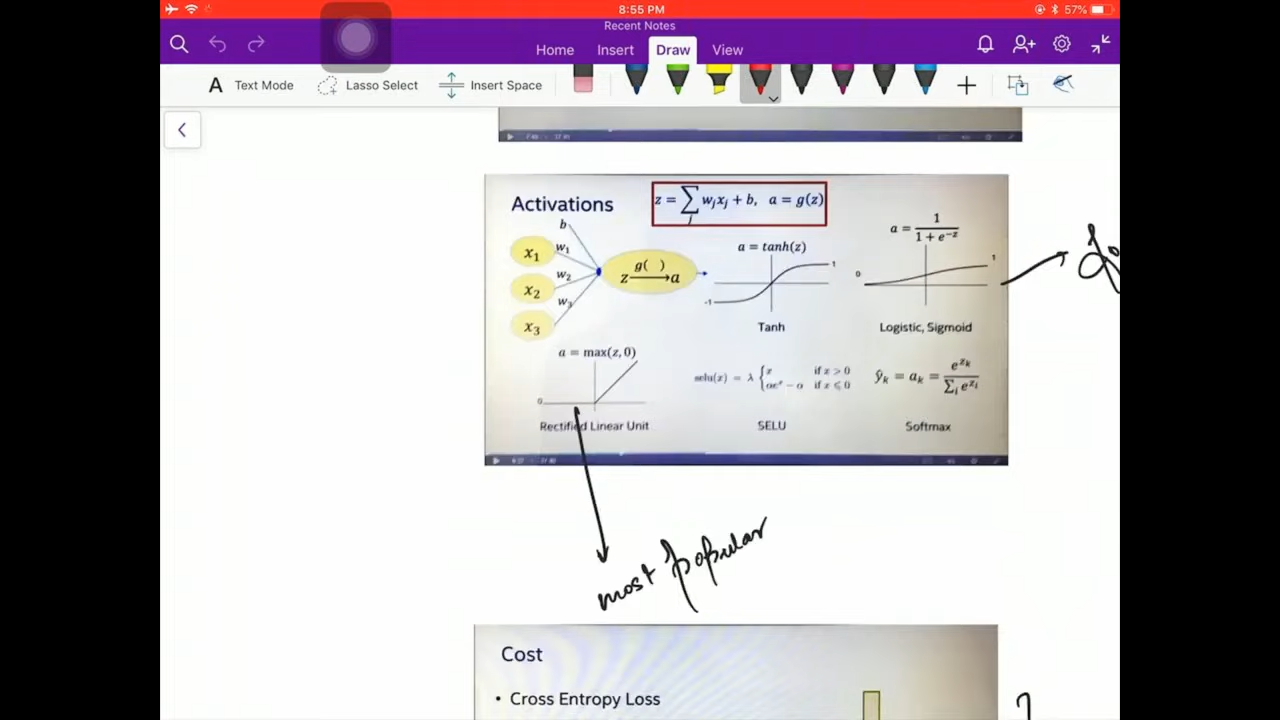 8:55 PM
57%
Recent Notes
Home Insert Draw View
A Text Mode Lasso Select Insert Space
Activations
z = ∑ⱼ wⱼxⱼ + b, a = g(z)
b
w₁
w₂
w₃
x₁
x₂
x₃
g( )
z → a
a = tanh(z)
1
-1
Tanh
a = 1 / (1 + e⁻ᶻ)
0
1
Logistic, Sigmoid
a = max(z, 0)
0
Rectified Linear Unit
selu(x) = λ { x if x > 0
αeˣ − α if x ⩽ 0
SELU
ŷₖ = aₖ = e^zₖ / ∑ᵢ e^zᵢ
Softmax
most popular
Cost
• Cross Entropy Loss